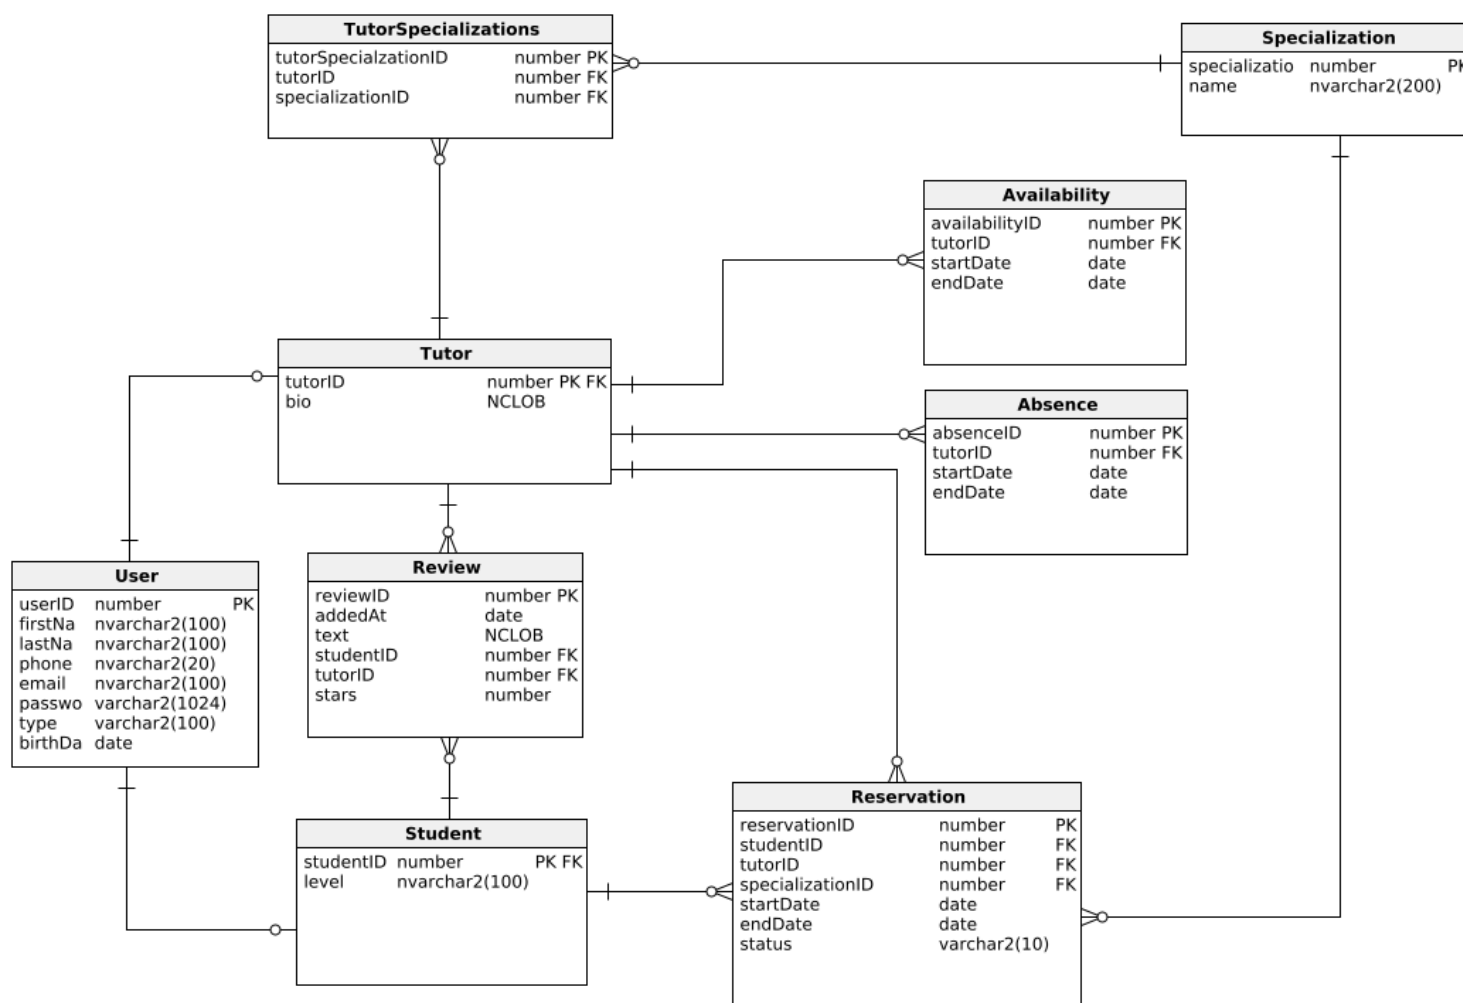 TutorSpecializations
tutorSpecialzationID number PK
tutorID number FK
specializationID number FK
Specialization
specializatio number PK
name nvarchar2(200)
Availability
availabilityID number PK
tutorID number FK
startDate date
endDate date
Tutor
tutorID number PK FK
bio NCLOB
Absence
absenceID number PK
tutorID number FK
startDate date
endDate date
User
userID number PK
firstNa nvarchar2(100)
lastNa nvarchar2(100)
phone nvarchar2(20)
email nvarchar2(100)
passwo varchar2(1024)
type varchar2(100)
birthDa date
Review
reviewID number PK
addedAt date
text NCLOB
studentID number FK
tutorID number FK
stars number
Student
studentID number PK FK
level nvarchar2(100)
Reservation
reservationID number PK
studentID number FK
tutorID number FK
specializationID number FK
startDate date
endDate date
status varchar2(10)